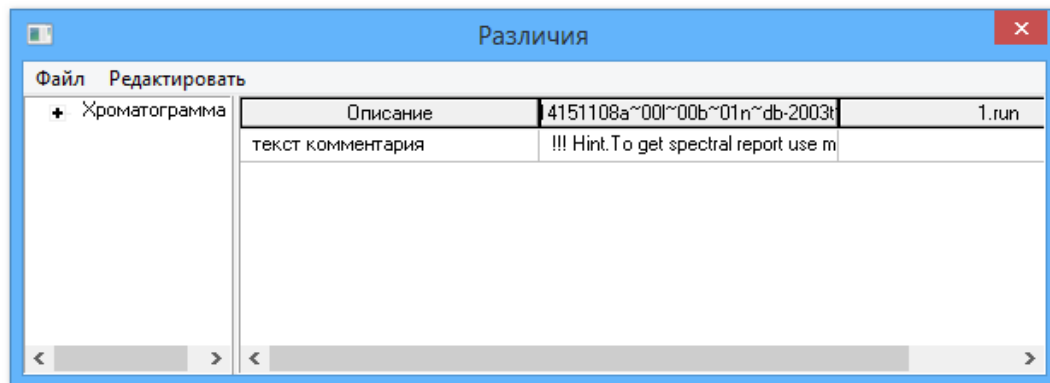 Различия
Файл Редактировать
Хроматограмма
Описание 4151108a~00l~00b~01n~db-2003t 1.run
текст комментария !!! Hint.To get spectral report use m